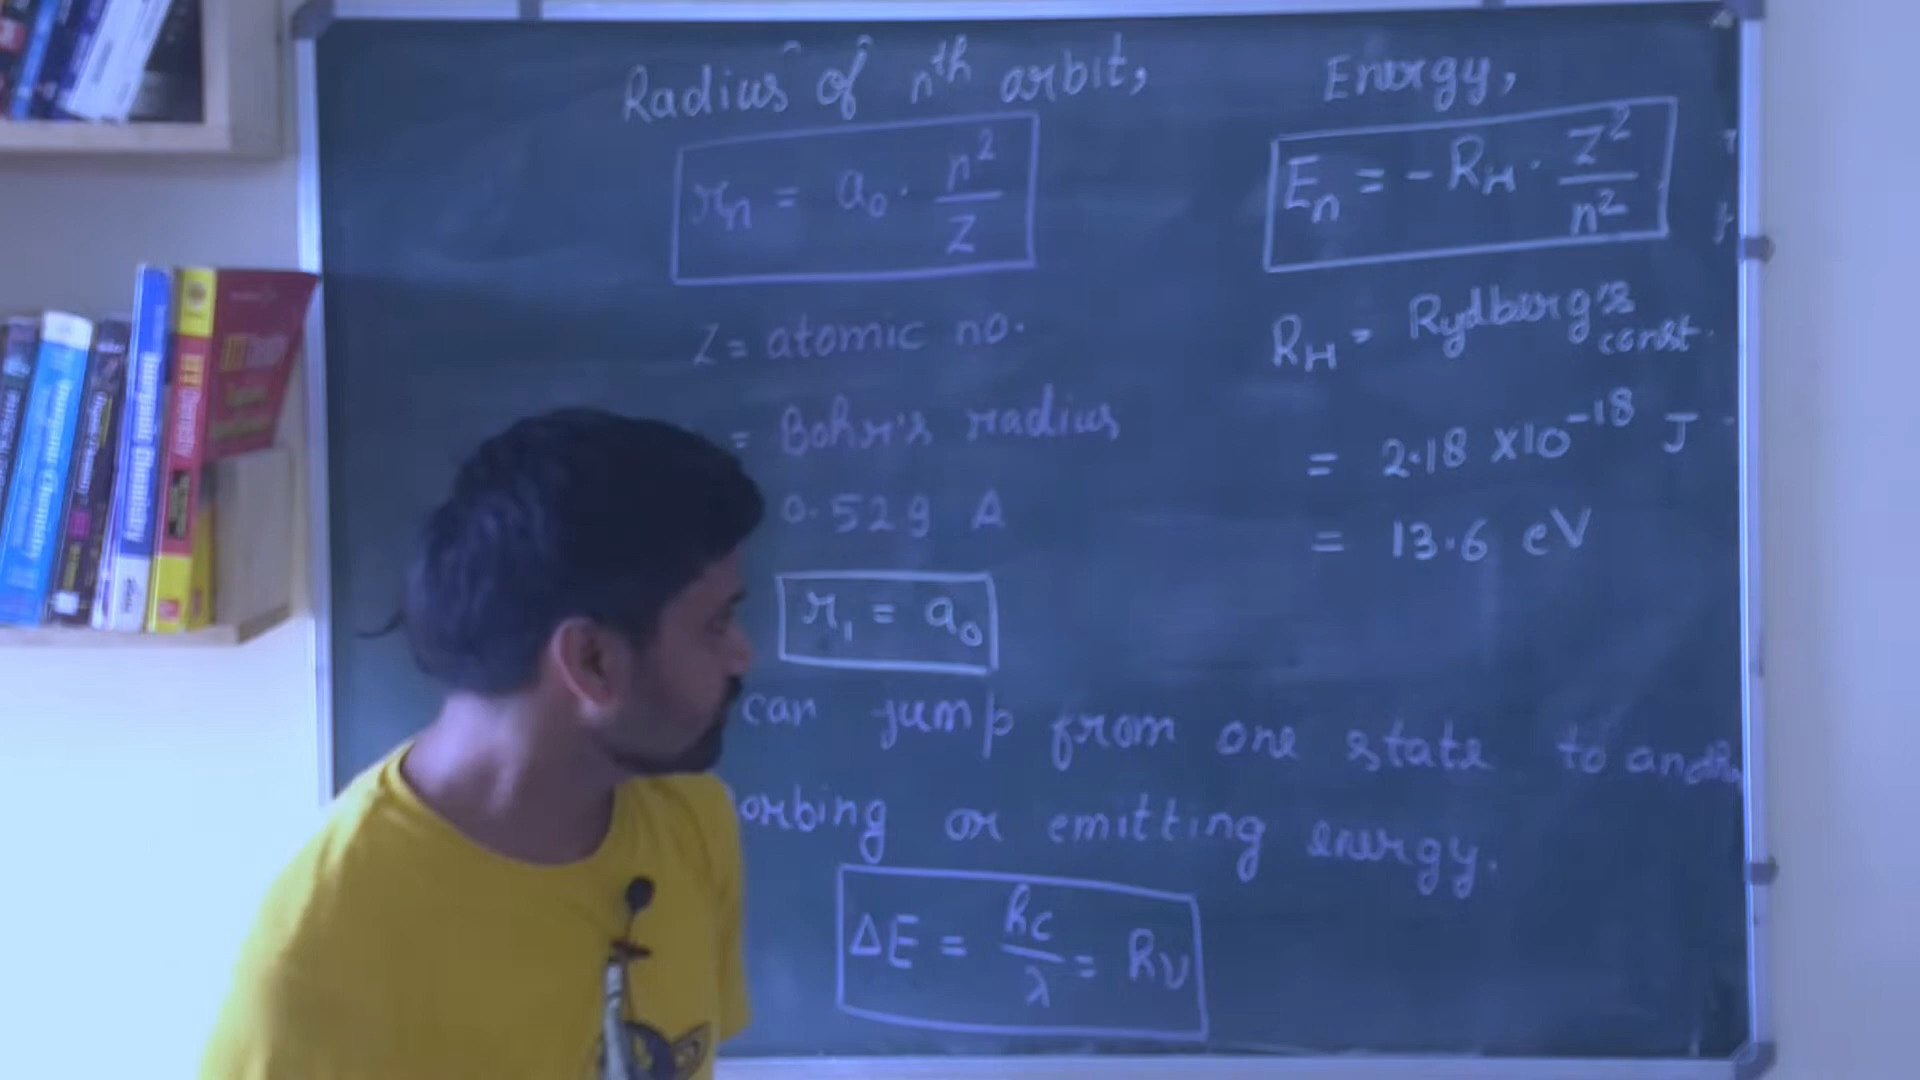 Radius of nth orbit,
rn = a0 . n² / Z
Z = atomic no.
= Bohr's radius
0.529 A
r1 = a0
can jump from one state to another
orbing or emitting energy.
ΔE = hc / λ = hν
Energy,
En = - RH . Z² / n²
RH = Rydberg's const.
= 2.18 x10⁻¹⁸ J
= 13.6 eV
Inorganic Chemistry